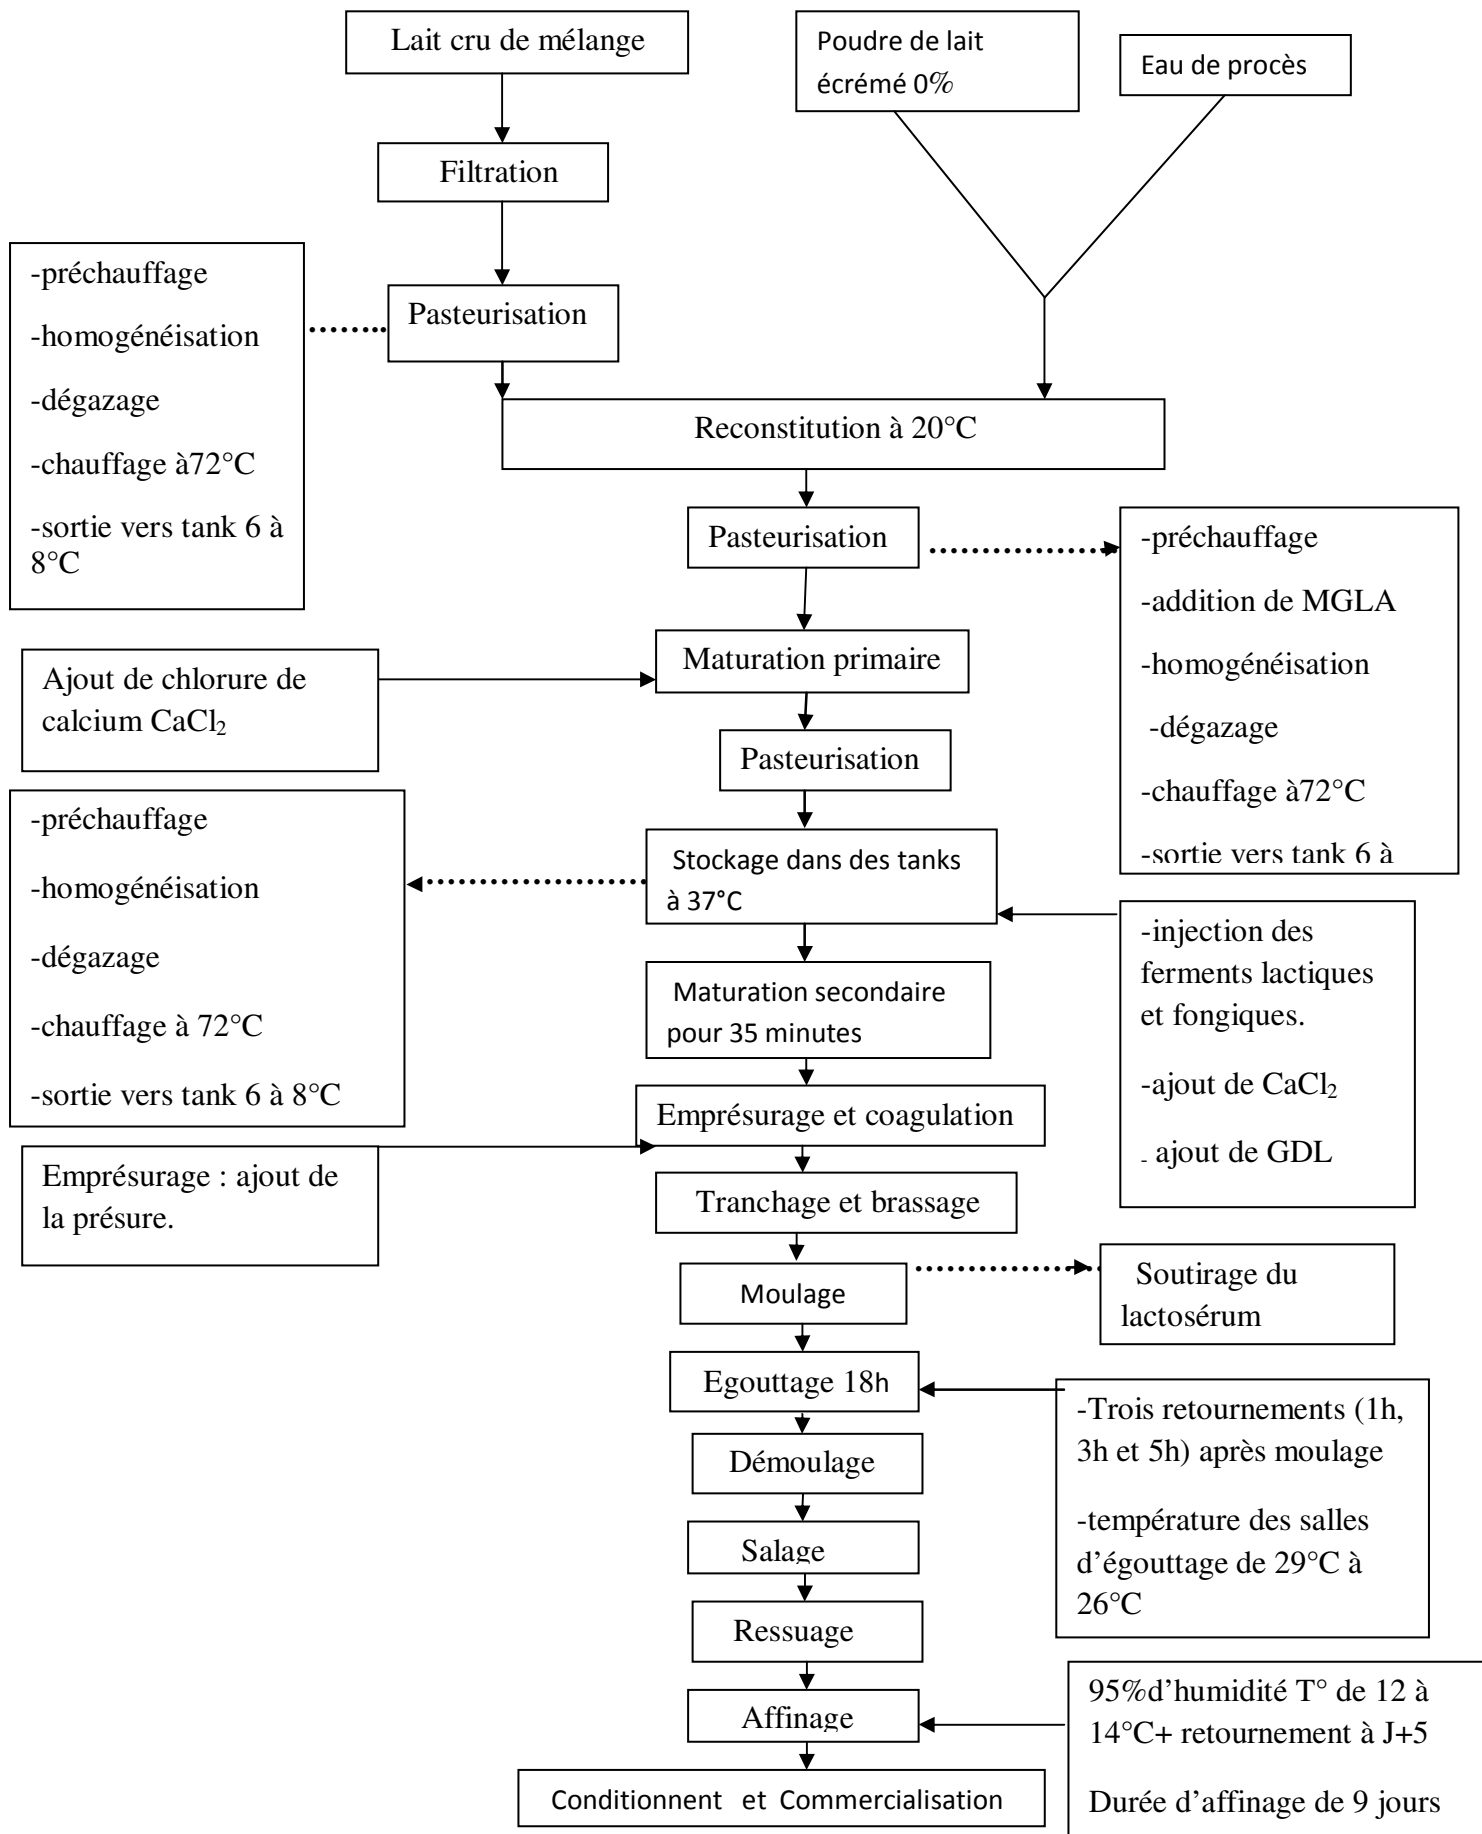 Lait cru de mélange
Poudre de lait
écrémé 0%
Eau de procès
Filtration
Pasteurisation
-préchauffage
-homogénéisation
-dégazage
-chauffage à72°C
-sortie vers tank 6 à
8°C
Reconstitution à 20°C
Pasteurisation
-préchauffage
-addition de MGLA
-homogénéisation
-dégazage
-chauffage à72°C
-sortie vers tank 6 à
Maturation primaire
Ajout de chlorure de
calcium CaCl₂
Pasteurisation
-préchauffage
-homogénéisation
-dégazage
-chauffage à 72°C
-sortie vers tank 6 à 8°C
Stockage dans des tanks
à 37°C
-injection des
ferments lactiques
et fongiques.
-ajout de CaCl₂
- ajout de GDL
Maturation secondaire
pour 35 minutes
Emprésurage et coagulation
Emprésurage : ajout de
la présure.
Tranchage et brassage
Moulage
Soutirage du
lactosérum
Egouttage 18h
-Trois retournements (1h,
3h et 5h) après moulage
-température des salles
d’égouttage de 29°C à
26°C
Démoulage
Salage
Ressuage
Affinage
95%d’humidité T° de 12 à
14°C+ retournement à J+5
Durée d’affinage de 9 jours
Conditionnent et Commercialisation